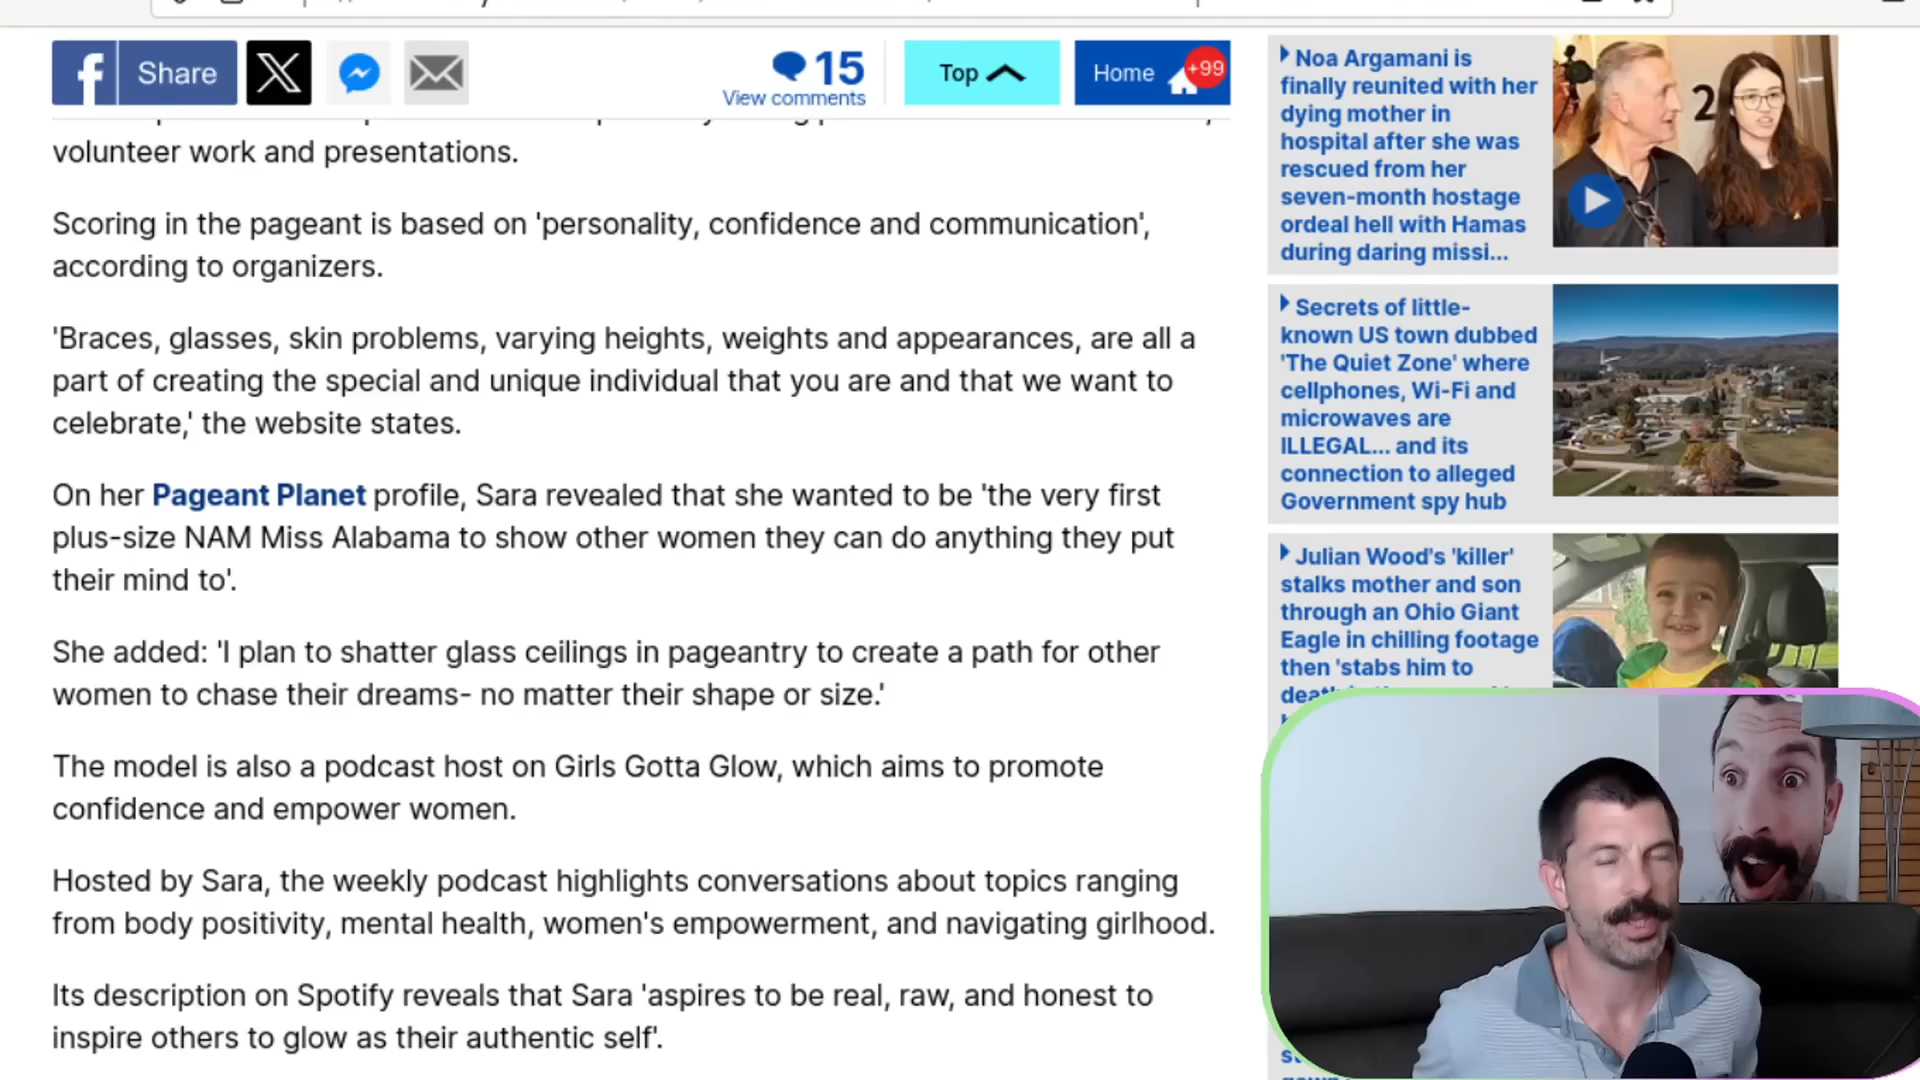 Share
15
View comments
Top
Home
+99
volunteer work and presentations.
Scoring in the pageant is based on 'personality, confidence and communication',
according to organizers.
'Braces, glasses, skin problems, varying heights, weights and appearances, are all a
part of creating the special and unique individual that you are and that we want to
celebrate,' the website states.
On her Pageant Planet profile, Sara revealed that she wanted to be 'the very first
plus-size NAM Miss Alabama to show other women they can do anything they put
their mind to'.
She added: 'I plan to shatter glass ceilings in pageantry to create a path for other
women to chase their dreams- no matter their shape or size.'
The model is also a podcast host on Girls Gotta Glow, which aims to promote
confidence and empower women.
Hosted by Sara, the weekly podcast highlights conversations about topics ranging
from body positivity, mental health, women's empowerment, and navigating girlhood.
Its description on Spotify reveals that Sara 'aspires to be real, raw, and honest to
inspire others to glow as their authentic self'.
Noa Argamani is
finally reunited with her
dying mother in
hospital after she was
rescued from her
seven-month hostage
ordeal hell with Hamas
during daring missi...
2
Secrets of little-
known US town dubbed
'The Quiet Zone' where
cellphones, Wi-Fi and
microwaves are
ILLEGAL... and its
connection to alleged
Government spy hub
Julian Wood's 'killer'
stalks mother and son
through an Ohio Giant
Eagle in chilling footage
then 'stabs him to